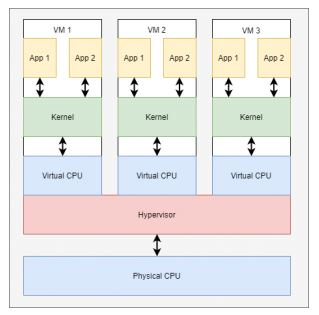 VM 1 VM 2 VM 3
App 1 App 2 App 1 App 2 App 1 App 2
Kernel Kernel Kernel
Virtual CPU Virtual CPU Virtual CPU
Hypervisor
Physical CPU